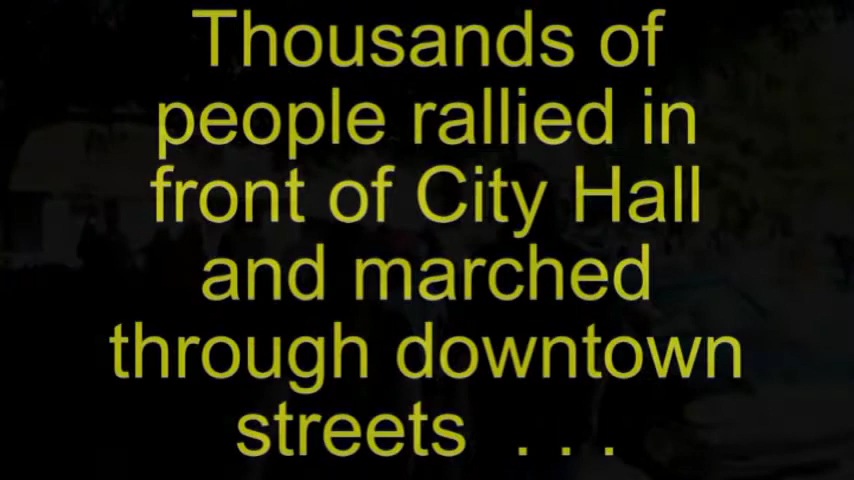 Thousands of
people rallied in
front of City Hall
and marched
through downtown
streets  . . .